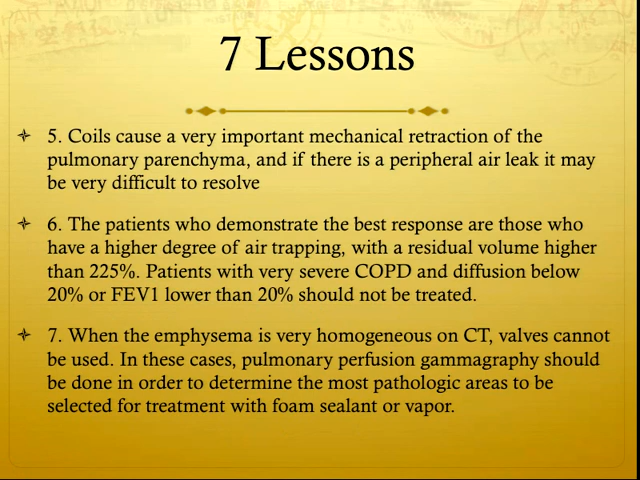 7 Lessons
5. Coils cause a very important mechanical retraction of the
pulmonary parenchyma, and if there is a peripheral air leak it may
be very difficult to resolve
6. The patients who demonstrate the best response are those who
have a higher degree of air trapping, with a residual volume higher
than 225%. Patients with very severe COPD and diffusion below
20% or FEV1 lower than 20% should not be treated.
7. When the emphysema is very homogeneous on CT, valves cannot
be used. In these cases, pulmonary perfusion gammagraphy should
be done in order to determine the most pathologic areas to be
selected for treatment with foam sealant or vapor.